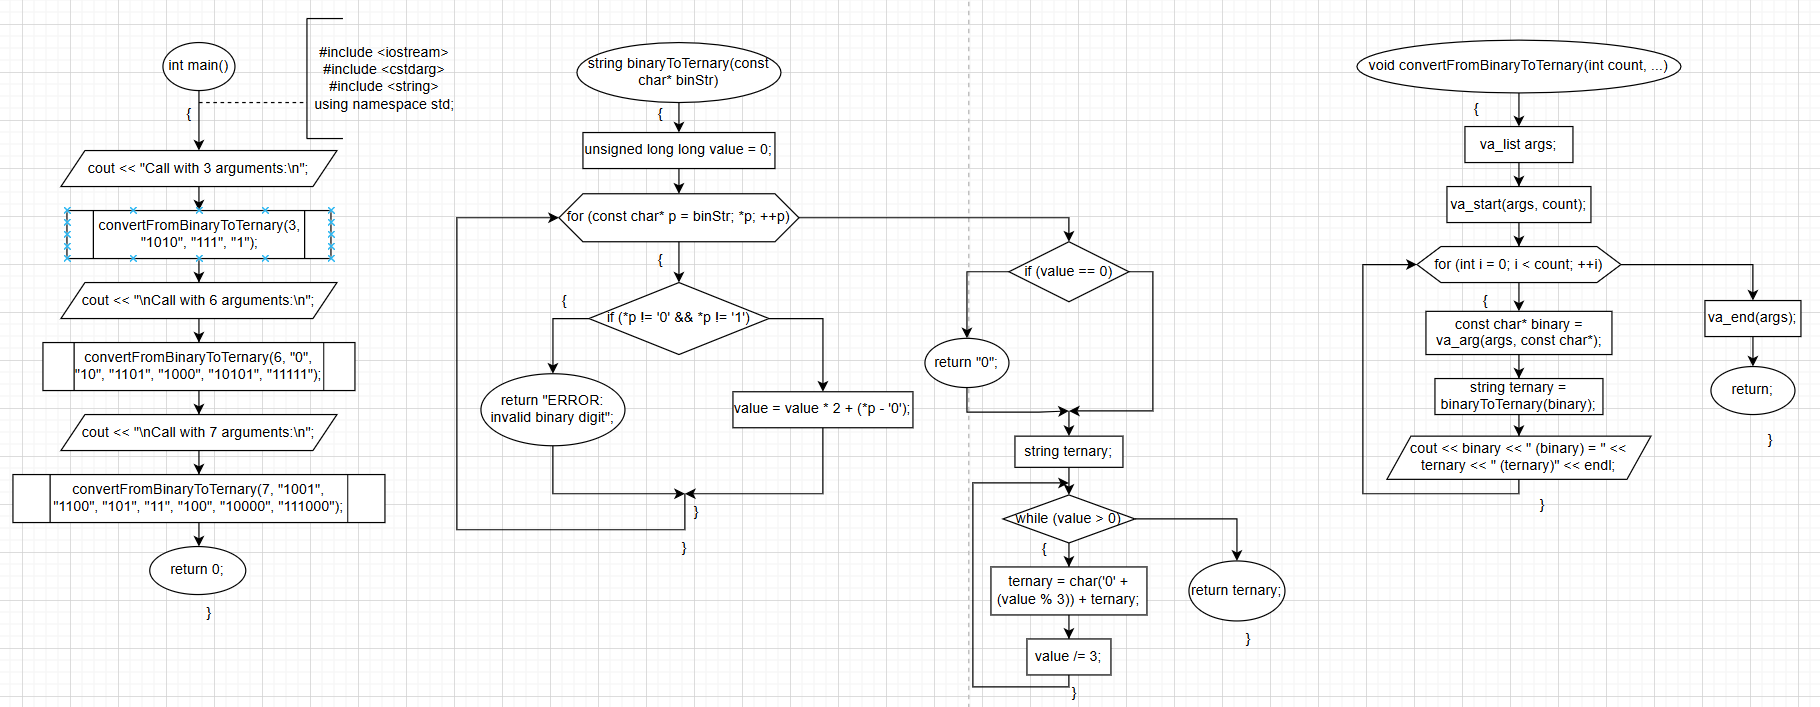 int main()
{
#include <iostream>
#include <cstdarg>
#include <string>
using namespace std;
cout << "Call with 3 arguments:\n";
convertFromBinaryToTernary(3,
"1010", "111", "1");
cout << "\nCall with 6 arguments:\n";
convertFromBinaryToTernary(6, "0",
"10", "1101", "1000", "10101", "11111");
cout << "\nCall with 7 arguments:\n";
convertFromBinaryToTernary(7, "1001",
"1100", "101", "11", "100", "10000", "111000");
return 0;
}
string binaryToTernary(const
char* binStr)
{
unsigned long long value = 0;
for (const char* p = binStr; *p; ++p)
{
if (*p != '0' && *p != '1')
{
return "ERROR:
invalid binary digit";
value = value * 2 + (*p - '0');
}
}
if (value == 0)
return "0";
string ternary;
while (value > 0)
{
ternary = char('0' +
(value % 3)) + ternary;
value /= 3;
}
return ternary;
}
void convertFromBinaryToTernary(int count, ...)
{
va_list args;
va_start(args, count);
for (int i = 0; i < count; ++i)
{
const char* binary =
va_arg(args, const char*);
string ternary =
binaryToTernary(binary);
cout << binary << " (binary) = " <<
ternary << " (ternary)" << endl;
}
va_end(args);
return;
}